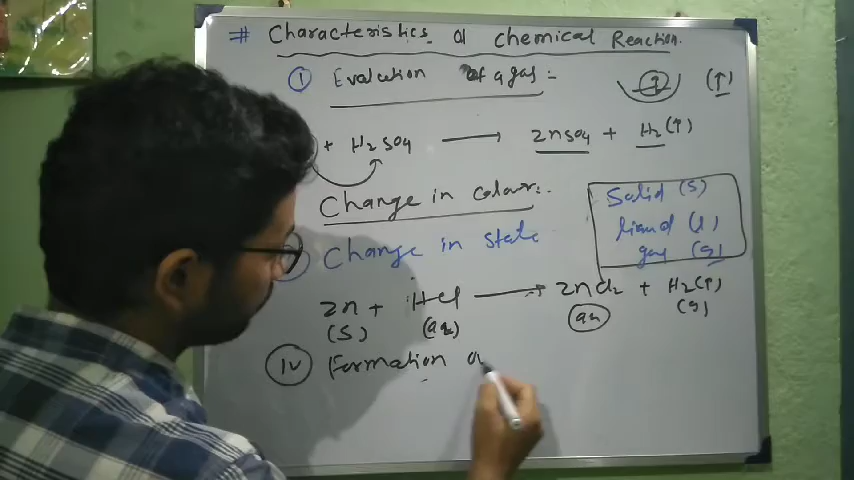 # Characteristics of chemical Reaction.
① Evalution of a gas :- g (↑)
+ H₂SO₄ ⟶ ZnSO₄ + H₂(↑)
Change in colour:-
Change in state
Solid (S)
liquid (l)
gas (g)
Zn + HCl ⟶ ZnCl₂ + H₂(↑)
(S) (aq) aq (g)
(IV) Formation o